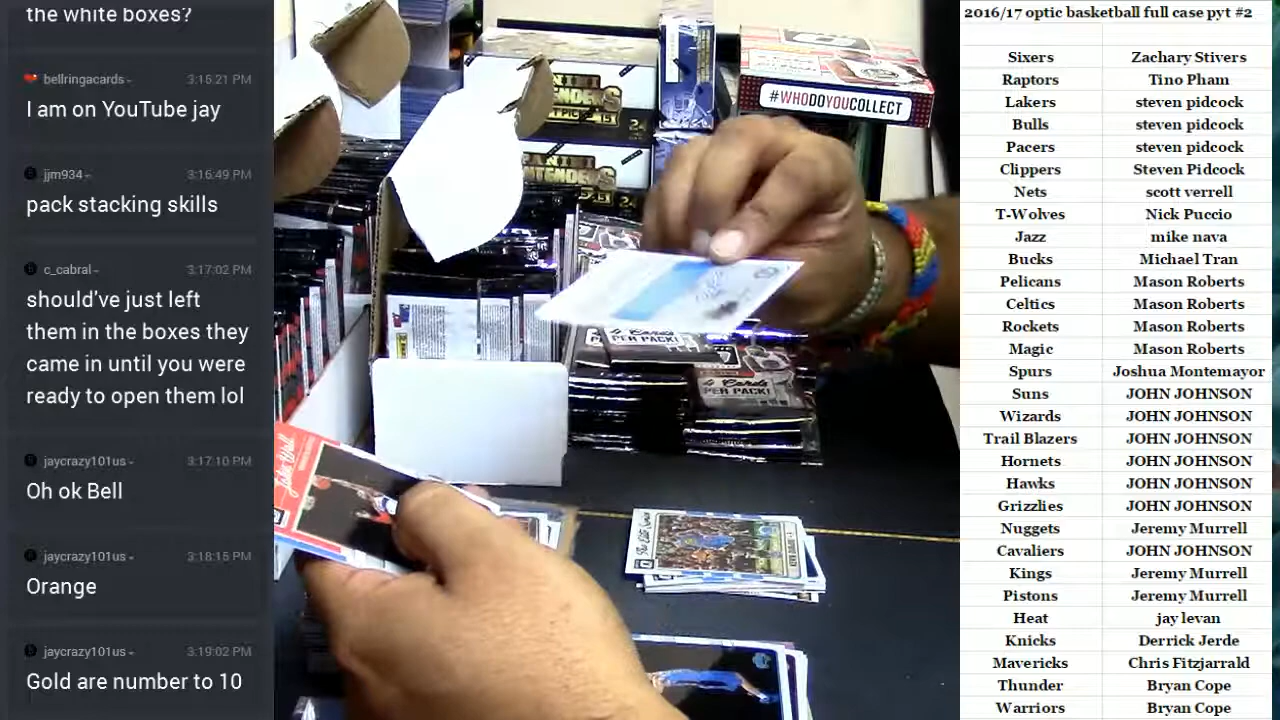 the white boxes?
bellringacards
3:15:21 PM
I am on YouTube jay
jjm934
3:16:49 PM
pack stacking skills
c_cabral
3:17:02 PM
should've just left
them in the boxes they
came in until you were
ready to open them lol
jaycrazy101us
3:17:10 PM
Oh ok Bell
jaycrazy101us
3:18:15 PM
Orange
jaycrazy101us
3:19:02 PM
Gold are number to 10
PANINI
CONTENDERS
#WHODOYOUCOLLECT
PANINI
4 Cards
PER PACK!
4 Cards
PER PACK!
2016/17 optic basketball full case pyt #2
Sixers Zachary Stivers
Raptors Tino Pham
Lakers steven pidcock
Bulls steven pidcock
Pacers steven pidcock
Clippers Steven Pidcock
Nets scott verrell
T-Wolves Nick Puccio
Jazz mike nava
Bucks Michael Tran
Pelicans Mason Roberts
Celtics Mason Roberts
Rockets Mason Roberts
Magic Mason Roberts
Spurs Joshua Montemayor
Suns JOHN JOHNSON
Wizards JOHN JOHNSON
Trail Blazers JOHN JOHNSON
Hornets JOHN JOHNSON
Hawks JOHN JOHNSON
Grizzlies JOHN JOHNSON
Nuggets Jeremy Murrell
Cavaliers JOHN JOHNSON
Kings Jeremy Murrell
Pistons Jeremy Murrell
Heat jay levan
Knicks Derrick Jerde
Mavericks Chris Fitzjarrald
Thunder Bryan Cope
Warriors Bryan Cope